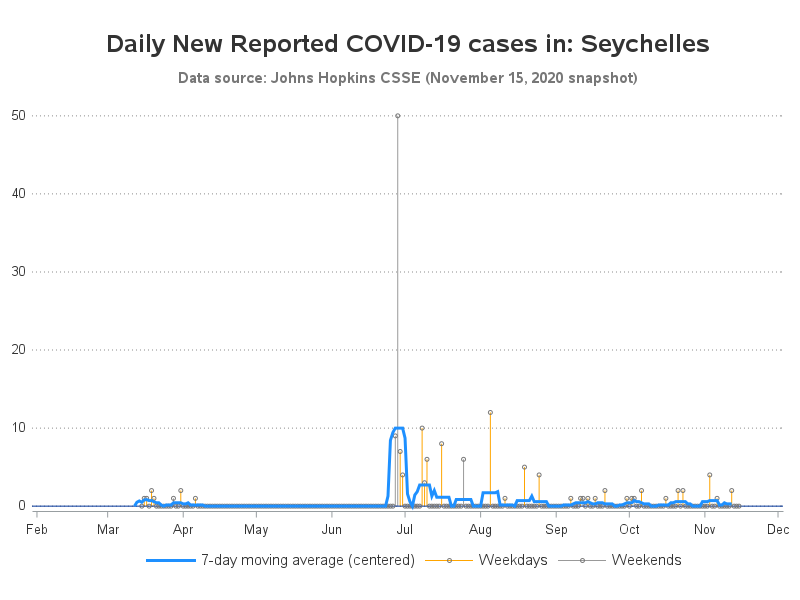 Daily New Reported COVID-19 cases in: Seychelles
Data source: Johns Hopkins CSSE (November 15, 2020 snapshot)
50
40
30
20
10
0
Feb Mar Apr May Jun Jul Aug Sep Oct Nov Dec
7-day moving average (centered) Weekdays Weekends